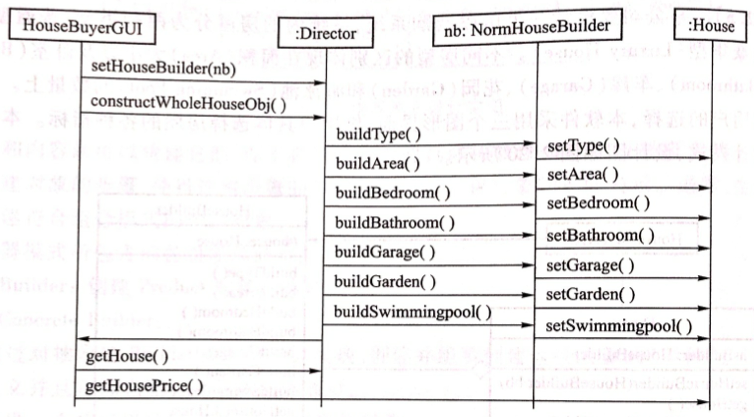 HouseBuyerGUI
:Director
nb: NormHouseBuilder
:House
setHouseBuilder(nb)
constructWholeHouseObj( )
buildType( )
setType( )
buildArea( )
setArea( )
buildBedroom( )
setBedroom( )
buildBathroom( )
setBathroom( )
buildGarage( )
setGarage( )
buildGarden( )
setGarden( )
buildSwimmingpool( )
setSwimmingpool( )
getHouse( )
getHousePrice( )